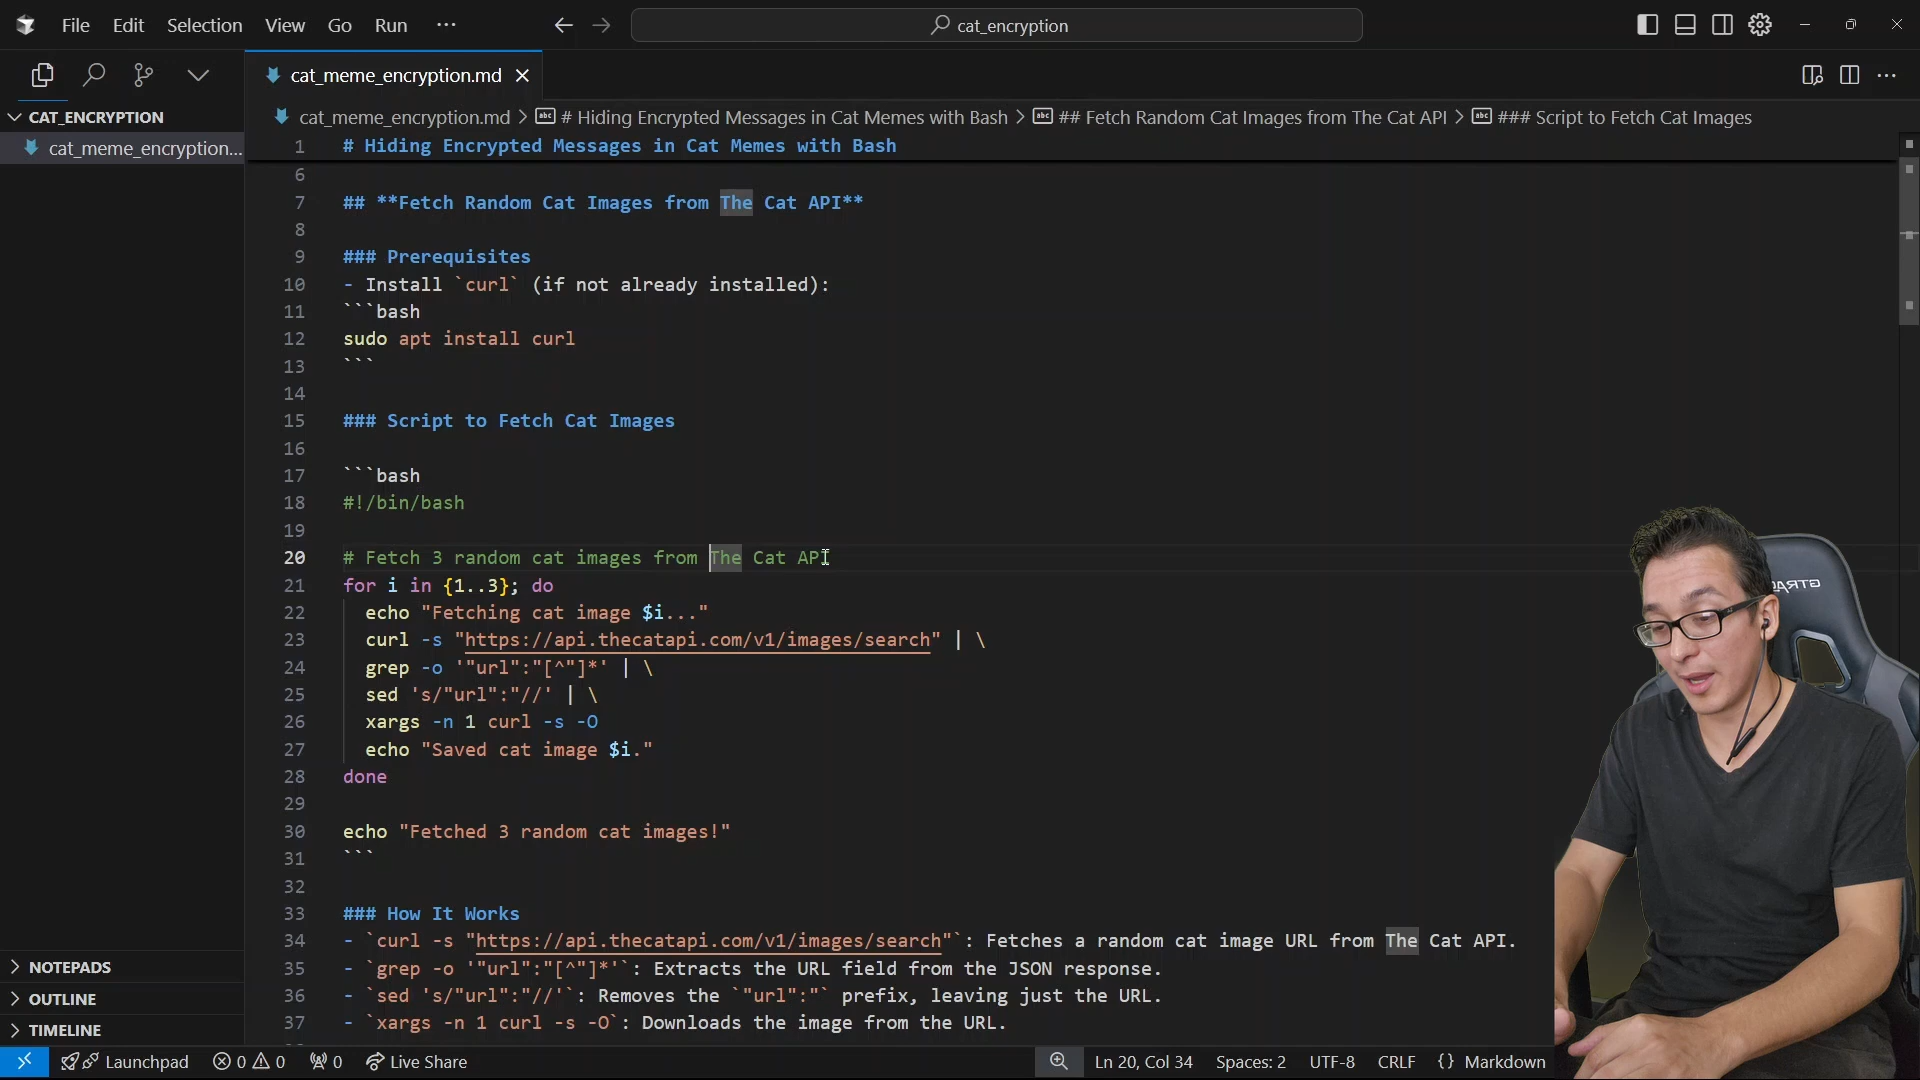 File Edit Selection View Go Run ···
cat_encryption
cat_meme_encryption.md
CAT_ENCRYPTION
cat_meme_encryption...
cat_meme_encryption.md > # Hiding Encrypted Messages in Cat Memes with Bash > ## Fetch Random Cat Images from The Cat API > ### Script to Fetch Cat Images
1 # Hiding Encrypted Messages in Cat Memes with Bash
6
7 ## **Fetch Random Cat Images from The Cat API**
8
9 ### Prerequisites
10 - Install `curl` (if not already installed):
11 ```bash
12 sudo apt install curl
13 ```
14
15 ### Script to Fetch Cat Images
16
17 ```bash
18 #!/bin/bash
19
20 # Fetch 3 random cat images from The Cat API
21 for i in {1..3}; do
22 echo "Fetching cat image $i..."
23 curl -s "https://api.thecatapi.com/v1/images/search" | \
24 grep -o '"url":"[^"]*' | \
25 sed 's/"url":"//' | \
26 xargs -n 1 curl -s -O
27 echo "Saved cat image $i."
28 done
29
30 echo "Fetched 3 random cat images!"
31 ```
32
33 ### How It Works
34 - `curl -s "https://api.thecatapi.com/v1/images/search"`: Fetches a random cat image URL from The Cat API.
35 - `grep -o '"url":"[^"]*'`: Extracts the URL field from the JSON response.
36 - `sed 's/"url":"//'`: Removes the `"url":"` prefix, leaving just the URL.
37 - `xargs -n 1 curl -s -O`: Downloads the image from the URL.
NOTEPADS
OUTLINE
TIMELINE
Launchpad 0 0 0 Live Share Ln 20, Col 34 Spaces: 2 UTF-8 CRLF {} Markdown
GTRAC